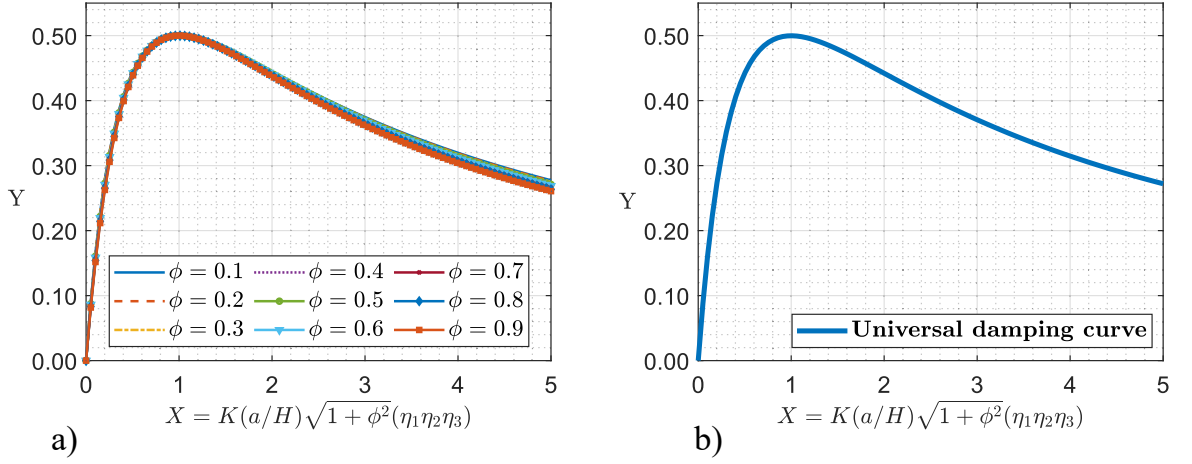 0.50
0.40
0.30
Y
0.20
0.10
0.00
ϕ = 0.1 ϕ = 0.4 ϕ = 0.7
ϕ = 0.2 ϕ = 0.5 ϕ = 0.8
ϕ = 0.3 ϕ = 0.6 ϕ = 0.9
0 1 2 3 4 5
X = K(a/H)√1 + ϕ²(η₁η₂η₃)
a)
0.50
0.40
0.30
Y
0.20
0.10
0.00
Universal damping curve
0 1 2 3 4 5
X = K(a/H)√1 + ϕ²(η₁η₂η₃)
b)